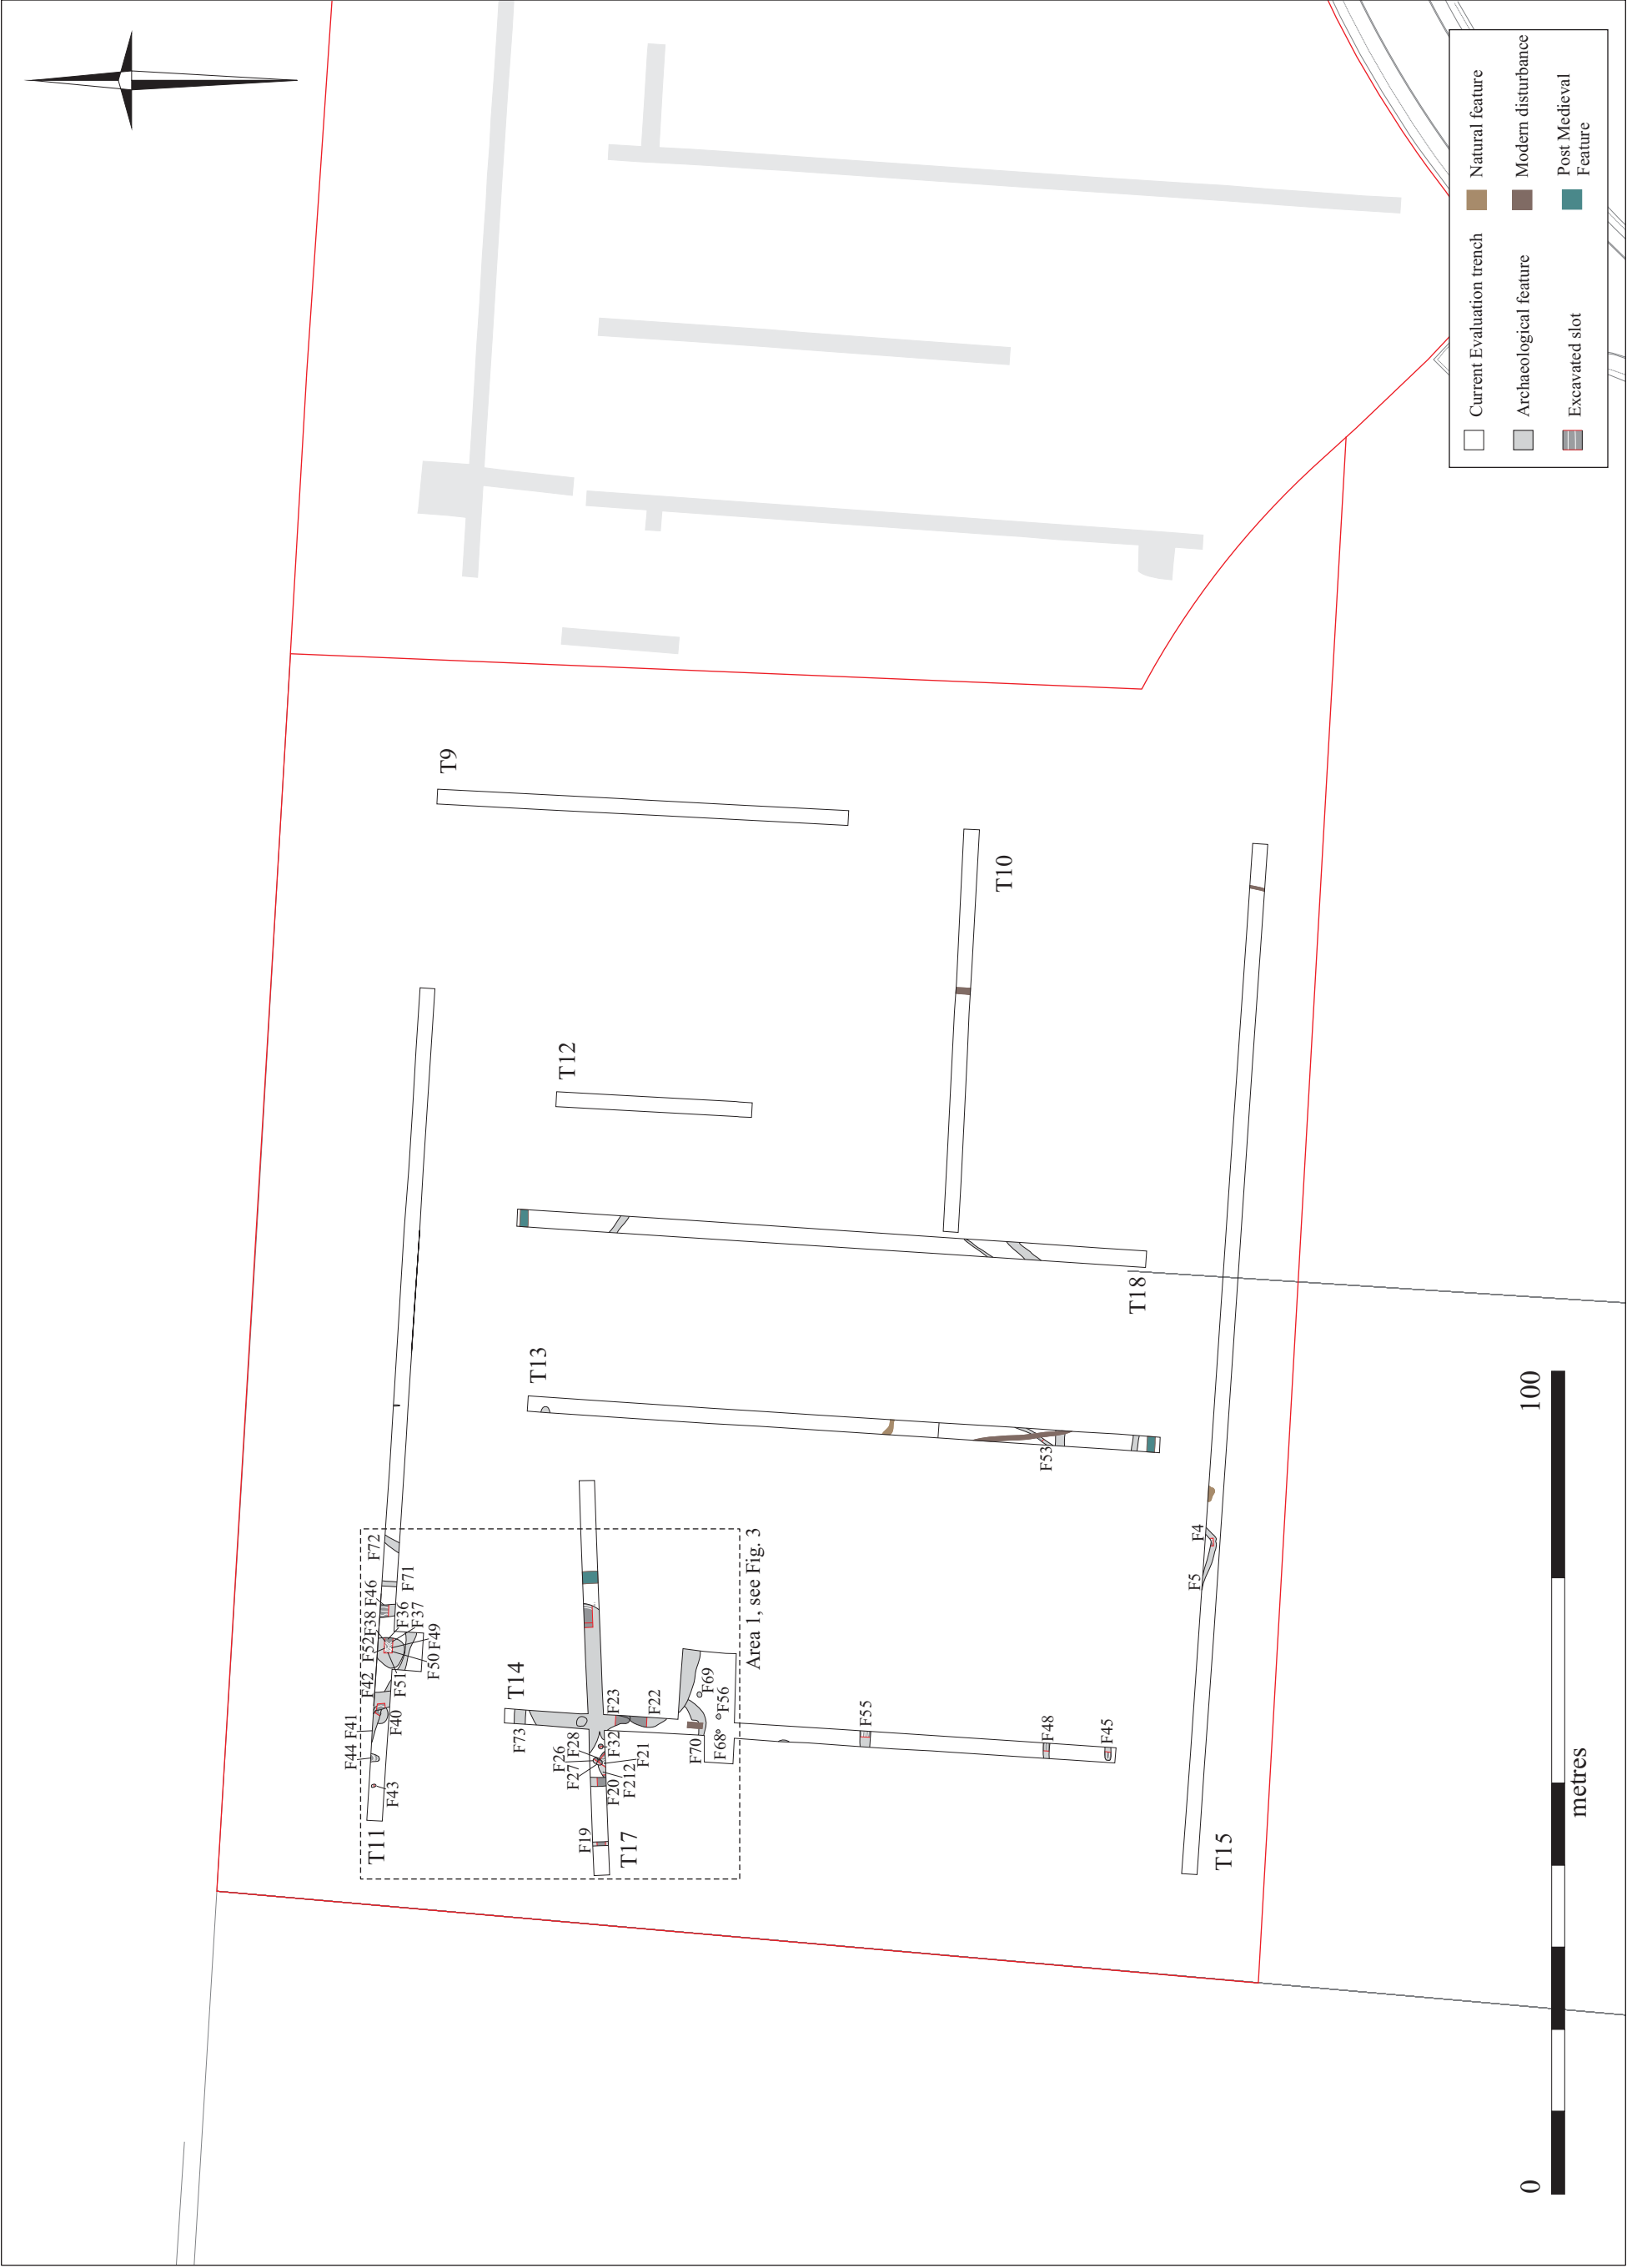 T11
F43
F44
F41
F40
F42
F51
F52
F38
F46
F36
F37
F49
F50
F71
F72
T9
T12
T10
T18
T13
F53
T14
F73
F23
F22
F26
F27
F28
F32
F21
F212
F20
F19
T17
F69
F56
F68
F70
Area 1, see Fig. 3
F55
F48
F45
F4
F5
T15
0
100
metres
Current Evaluation trench
Archaeological feature
Excavated slot
Natural feature
Modern disturbance
Post Medieval
Feature